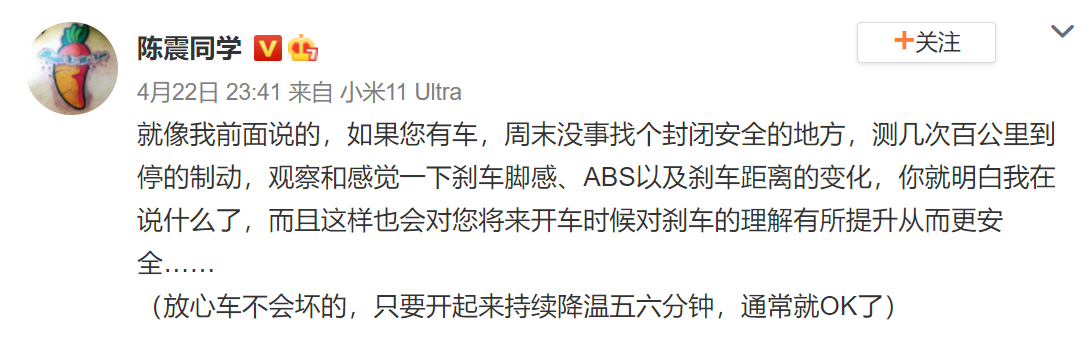 陈震同学
+关注
4月22日 23:41 来自 小米11 Ultra
就像我前面说的，如果您有车，周末没事找个封闭安全的地方，测几次百公里到
停的制动，观察和感觉一下刹车脚感、ABS以及刹车距离的变化，你就明白我在
说什么了，而且这样也会对您将来开车时候对刹车的理解有所提升从而更安
全……
（放心车不会坏的，只要开起来持续降温五六分钟，通常就OK了）